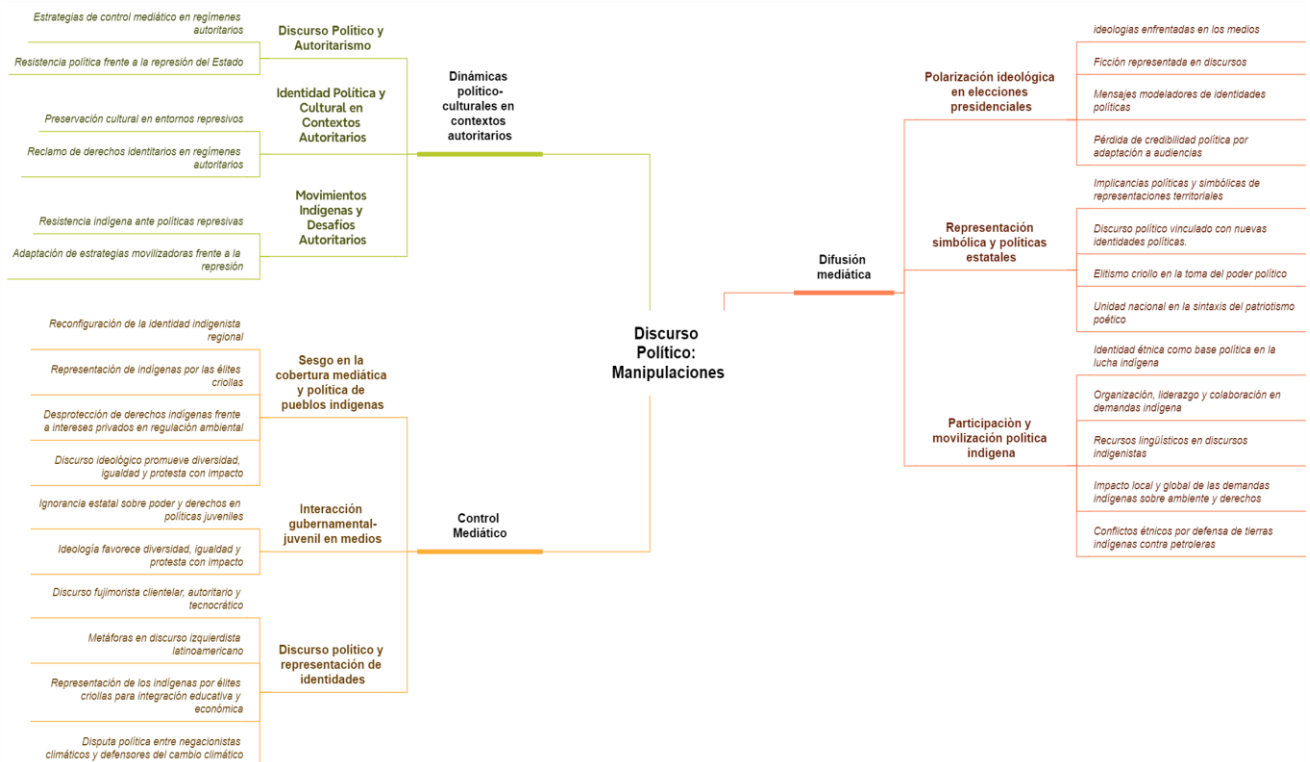 Discurso
Político:
Manipulaciones
Dinámicas
político-
culturales en
contextos
autoritarios
Discurso Político y
Autoritarismo
Estrategias de control mediático en regímenes
autoritarios
Resistencia política frente a la represión del Estado
Identidad Política y
Cultural en
Contextos
Autoritarios
Preservación cultural en entornos represivos
Reclamo de derechos identitarios en regímenes
autoritarios
Movimientos
Indígenas y
Desafíos
Autoritarios
Resistencia indígena ante políticas represivas
Adaptación de estrategias movilizadoras frente a la
represión
Control
Mediático
Sesgo en la
cobertura mediática
y política de
pueblos indígenas
Reconfiguración de la identidad indigenista
regional
Representación de indígenas por las élites
criollas
Desprotección de derechos indígenas frente
a intereses privados en regulación ambiental
Discurso ideológico promueve diversidad,
igualdad y protesta con impacto
Interacción
gubernamental-
juvenil en medios
Ignorancia estatal sobre poder y derechos en
políticas juveniles
Ideología favorece diversidad, igualdad y
protesta con impacto
Discurso político y
representación de
identidades
Discurso fujimorista clientelar, autoritario y
tecnocrático
Metáforas en discurso izquierdista
latinoamericano
Representación de los indígenas por élites
criollas para integración educativa y
económica
Disputa política entre negacionistas
climáticos y defensores del cambio climático
Difusión
mediática
Polarización ideológica
en elecciones
presidenciales
ideologías enfrentadas en los medios
Ficción representada en discursos
Mensajes modeladores de identidades
políticas
Pérdida de credibilidad política por
adaptación a audiencias
Representación
simbólica y políticas
estatales
Implicancias políticas y simbólicas de
representaciones territoriales
Discurso político vinculado con nuevas
identidades políticas.
Elitismo criollo en la toma del poder político
Unidad nacional en la sintaxis del patriotismo
poético
Participaciòn y
movilización polìtica
indigena
Identidad étnica como base política en la
lucha indígena
Organización, liderazgo y colaboración en
demandas indígena
Recursos lingüísticos en discursos
indigenistas
Impacto local y global de las demandas
indígenas sobre ambiente y derechos
Conflictos étnicos por defensa de tierras
indígenas contra petroleras